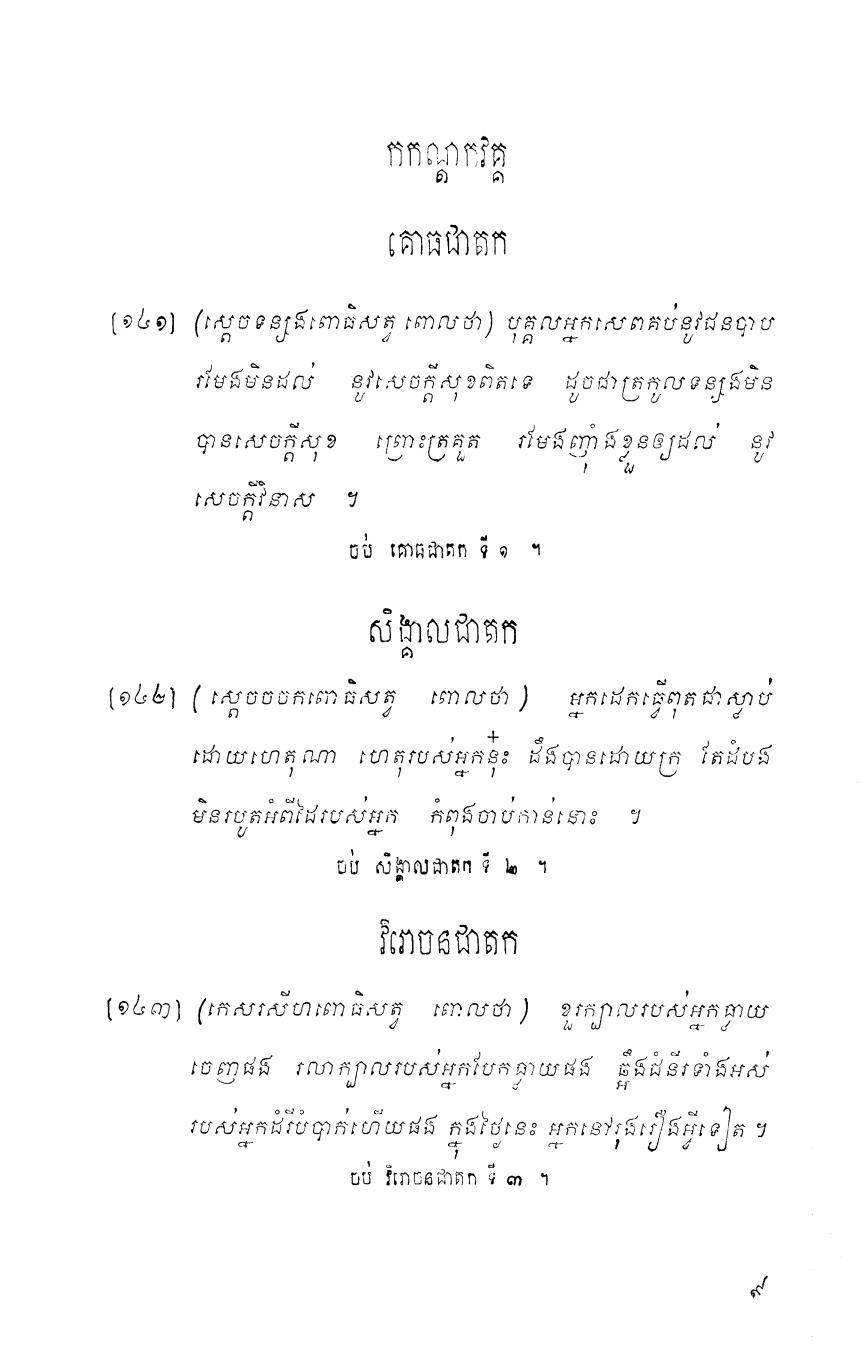 កកណ្ដកវិគ្គ
គោធជាតក
[១៤១] (ស្ដេចទន្សងពោធិសត្វ ពោលថា) បុគ្គលអ្នកសេពគប់នូវជនបាប
រមែងមិនដល់ នូវសេចក្ដីសុខពិតទេ ដូចជាត្រកូលទន្សងមិន
បានសេចក្ដីសុខ ព្រោះត្រគួត រមែងញ៉ាំងខ្លួនឲ្យដល់ នូវ
សេចក្ដីវិនាស ។
ចប់ គោធជាតក ទី ១ ។
សិង្គាលជាតក
[១៤២] (ស្ដេចចចកពោធិសត្វ ពោលថា) អ្នកដេកធ្វើពុតជាស្លាប់
ដោយហេតុណា ហេតុរបស់អ្នកនុ៎ះ ដឹងបានដោយក្រ តែដំបង
មិនរបូតអំពីដៃរបស់អ្នក កំពុងចាប់កាន់នោះ ។
ចប់ សិង្គាលជាតក ទី ២ ។
វិរោចនជាតក
[១៤៣] (កេសរសីហពោធិសត្វ ពោលថា) ខួរក្បាលរបស់អ្នកធ្លាយ
ចេញផង រលាក្បាលរបស់អ្នកបែកធ្លាយផង ឆ្អឹងជំនីរទាំងអស់
របស់អ្នកដំរីបំបាក់ហើយផង ក្នុងថ្ងៃនេះ អ្នកនៅរុងរឿងអ្វីទៀត ។
ចប់ វិរោចនជាតក ទី ៣ ។
៩